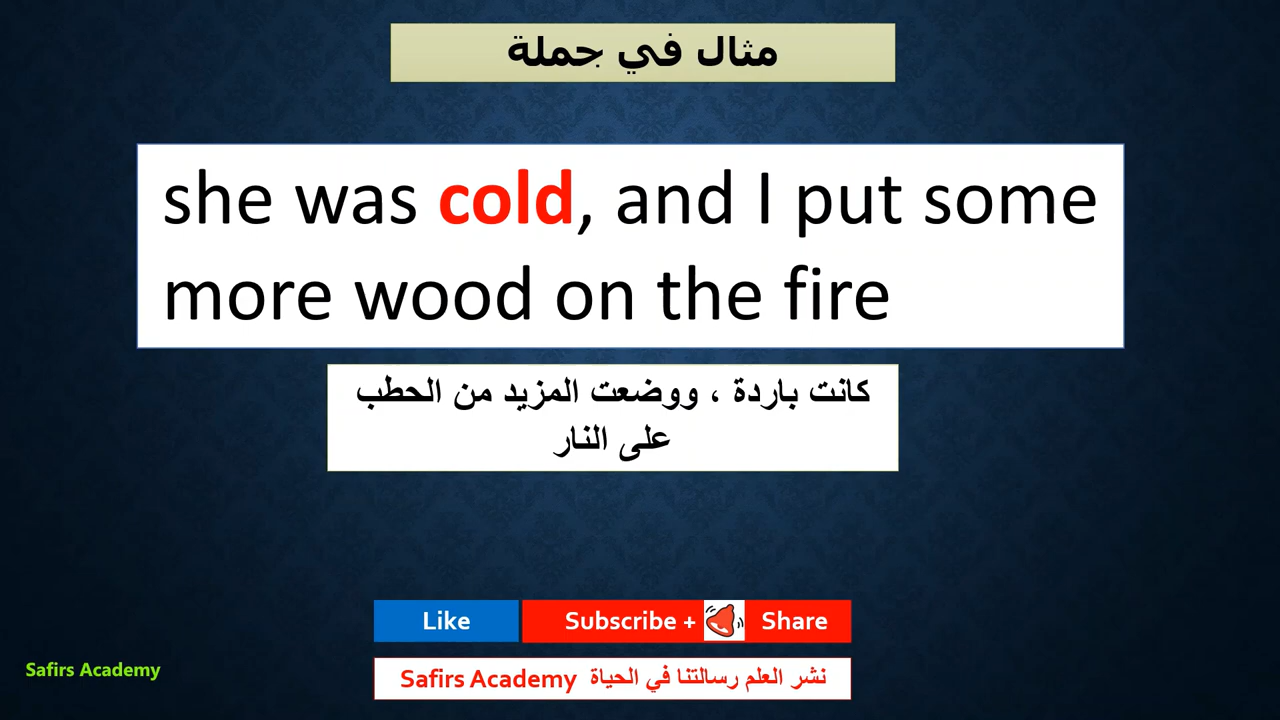 مثال في جملة
she was cold, and I put some
more wood on the fire
كانت باردة ، ووضعت المزيد من الحطب
على النار
Like Subscribe + Share
Safirs Academy
Safirs Academy نشر العلم رسالتنا في الحياة